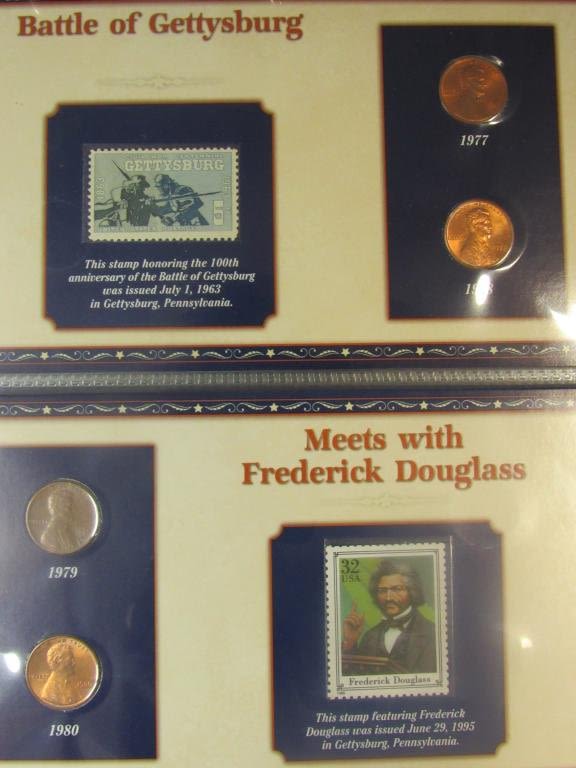 Battle of Gettysburg
GETTYSBURG
1863
5
This stamp honoring the 100th
anniversary of the Battle of Gettysburg
was issued July 1, 1963
in Gettysburg, Pennsylvania.
1977
Meets with
Frederick Douglass
1979
1980
32
USA
Frederick Douglass
This stamp featuring Frederick
Douglass was issued June 29, 1995
in Gettysburg, Pennsylvania.